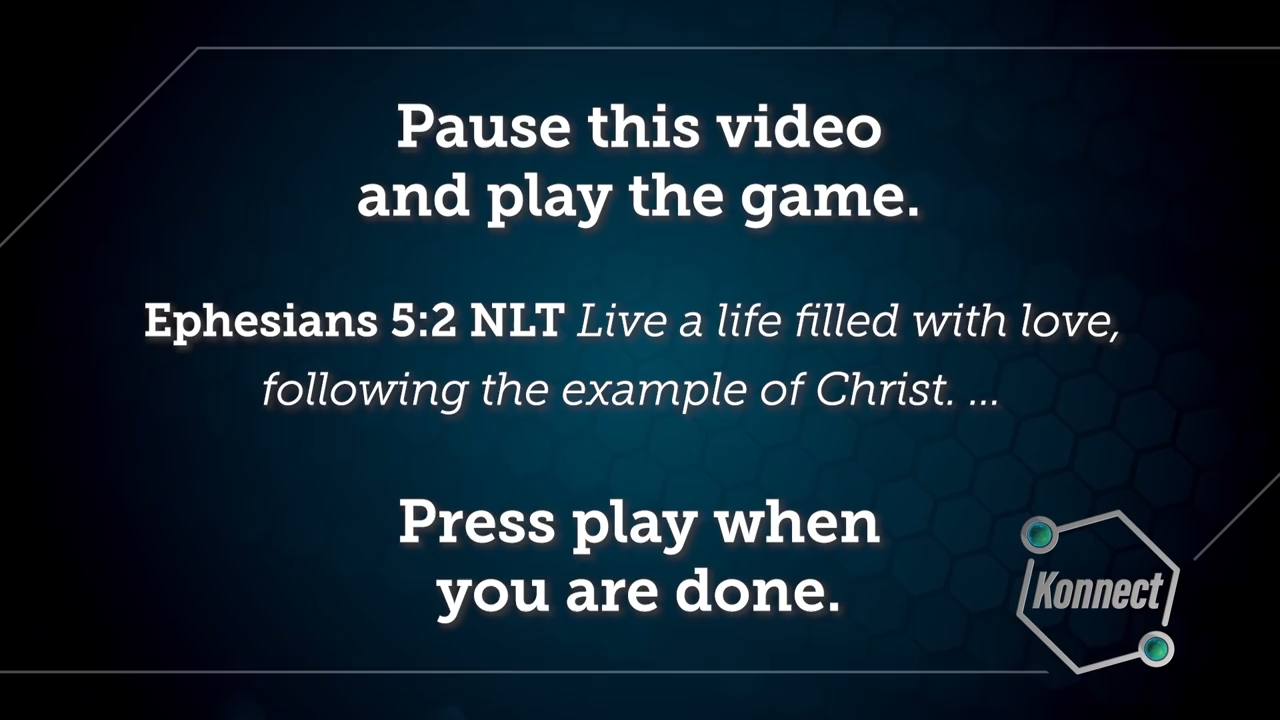 Pause this video
and play the game.
Ephesians 5:2 NLT Live a life filled with love,
following the example of Christ. ...
Press play when
you are done.
Konnect